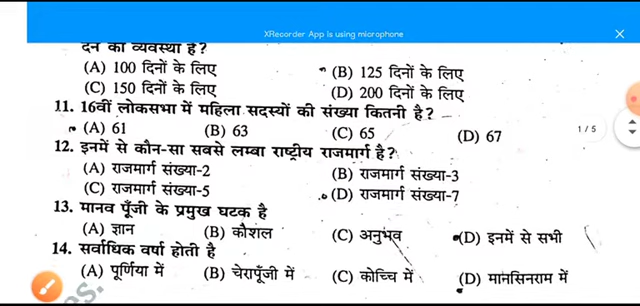 XRecorder App is using microphone
देने की व्यवस्था है?
(A) 100 दिनों के लिए (B) 125 दिनों के लिए
(C) 150 दिनों के लिए (D) 200 दिनों के लिए
11. 16वीं लोकसभा में महिला सदस्यों की संख्या कितनी है?
(A) 61 (B) 63 (C) 65 (D) 67
1/5
12. इनमें से कौन-सा सबसे लम्बा राष्ट्रीय राजमार्ग है?
(A) राजमार्ग संख्या-2 (B) राजमार्ग संख्या-3
(C) राजमार्ग संख्या-5 (D) राजमार्ग संख्या-7
13. मानव पूँजी के प्रमुख घटक है
(A) ज्ञान (B) कौशल (C) अनुभव (D) इनमें से सभी
14. सर्वाधिक वर्षा होती है
(A) पूर्णिया में (B) चेरापूँजी में (C) कोच्चि में (D) मानसिनराम में